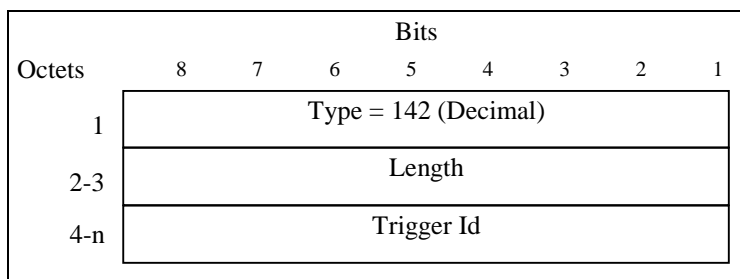 Bits
Octets 8 7 6 5 4 3 2 1
1 Type = 142 (Decimal)
2-3 Length
4-n Trigger Id